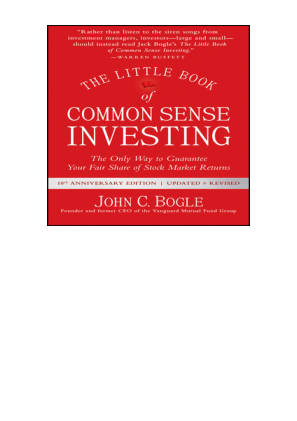 "Rather than listen to the siren songs from
investment managers, investors—large and small—
should instead read Jack Bogle's The Little Book
of Common Sense Investing."
—WARREN BUFFETT
THE LITTLE BOOK
of
COMMON SENSE
INVESTING
The Only Way to Guarantee
Your Fair Share of Stock Market Returns
10th ANNIVERSARY EDITION | UPDATED & REVISED
JOHN C. BOGLE
Founder and former CEO of the Vanguard Mutual Fund Group